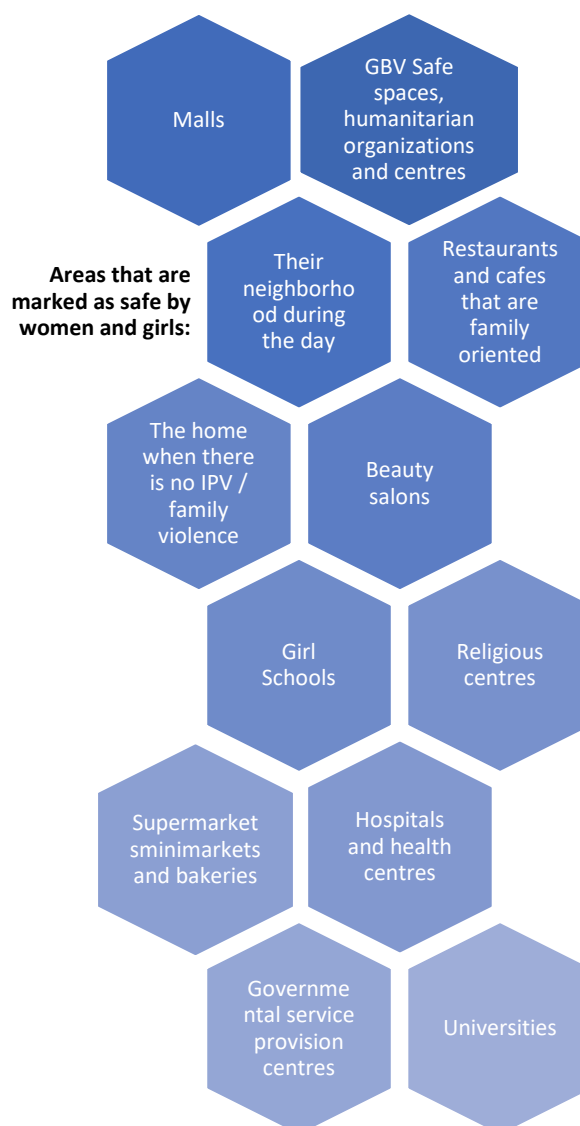 Malls
GBV Safe
spaces,
humanitarian
organizations
and centres
Areas that are
marked as safe by
women and girls:
Their
neighborho
od during
the day
Restaurants
and cafes
that are
family
oriented
The home
when there
is no IPV /
family
violence
Beauty
salons
Girl
Schools
Religious
centres
Supermarket
sminimarkets
and bakeries
Hospitals
and health
centres
Governme
ntal service
provision
centres
Universities